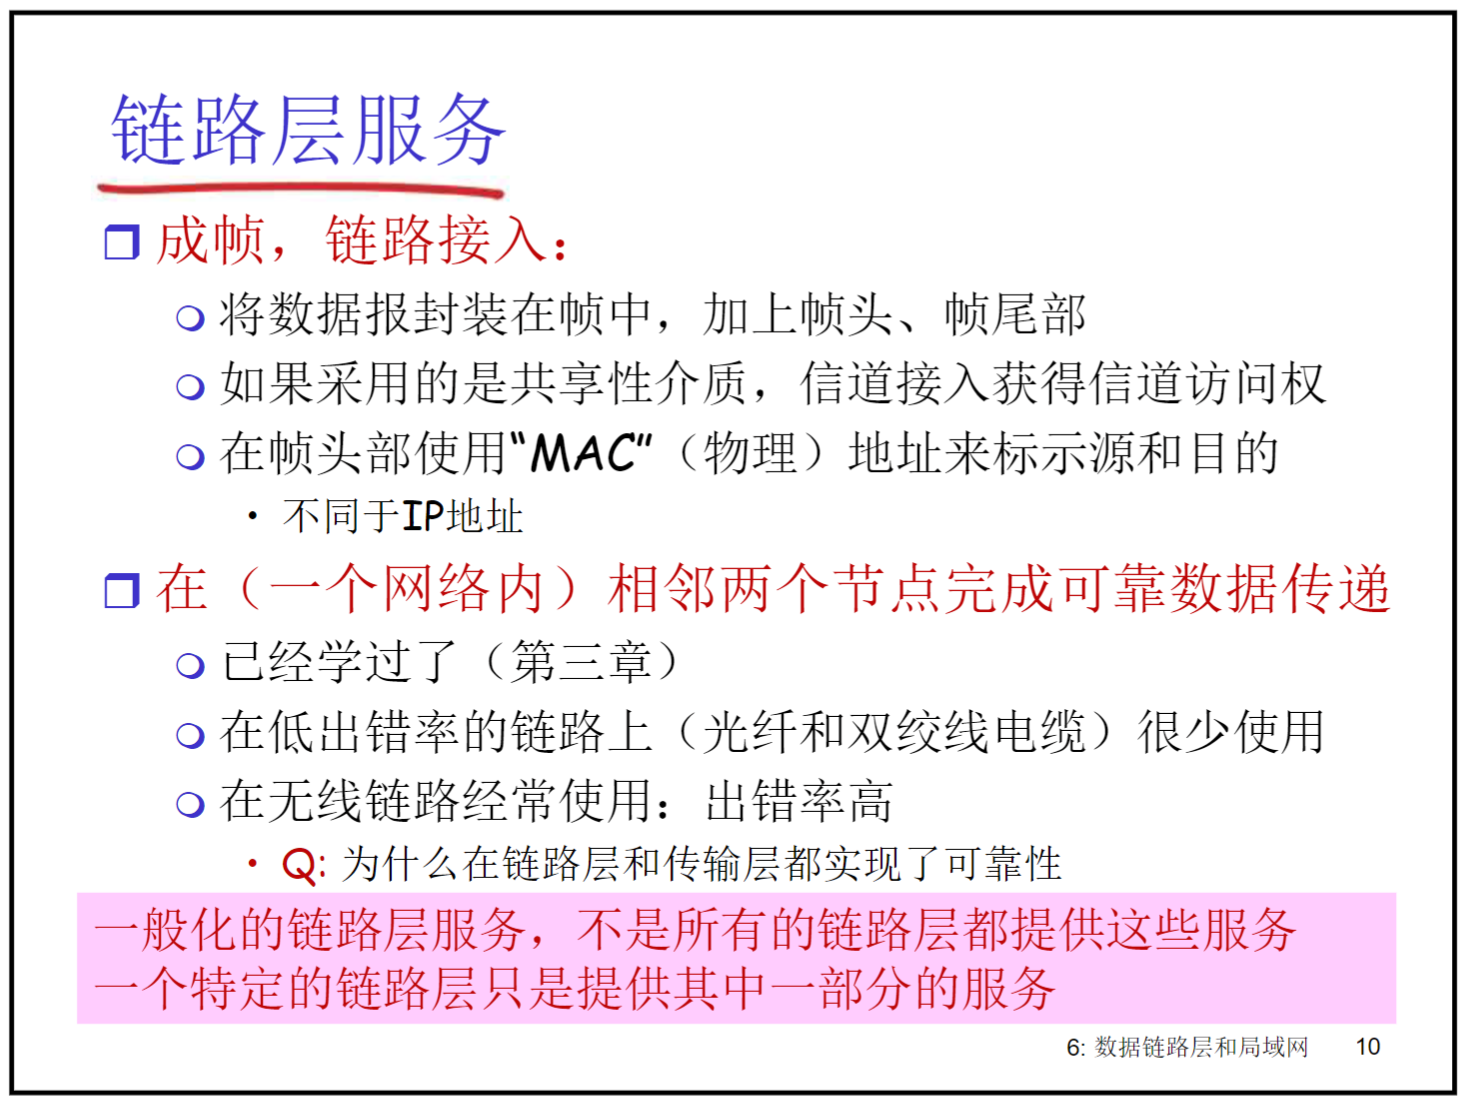 链路层服务
成帧，链路接入：
将数据报封装在帧中，加上帧头、帧尾部
如果采用的是共享性介质，信道接入获得信道访问权
在帧头部使用“MAC”（物理）地址来标示源和目的
• 不同于IP地址
在（一个网络内）相邻两个节点完成可靠数据传递
已经学过了（第三章）
在低出错率的链路上（光纤和双绞线电缆）很少使用
在无线链路经常使用：出错率高
• Q: 为什么在链路层和传输层都实现了可靠性
一般化的链路层服务，不是所有的链路层都提供这些服务
一个特定的链路层只是提供其中一部分的服务
6: 数据链路层和局域网 10